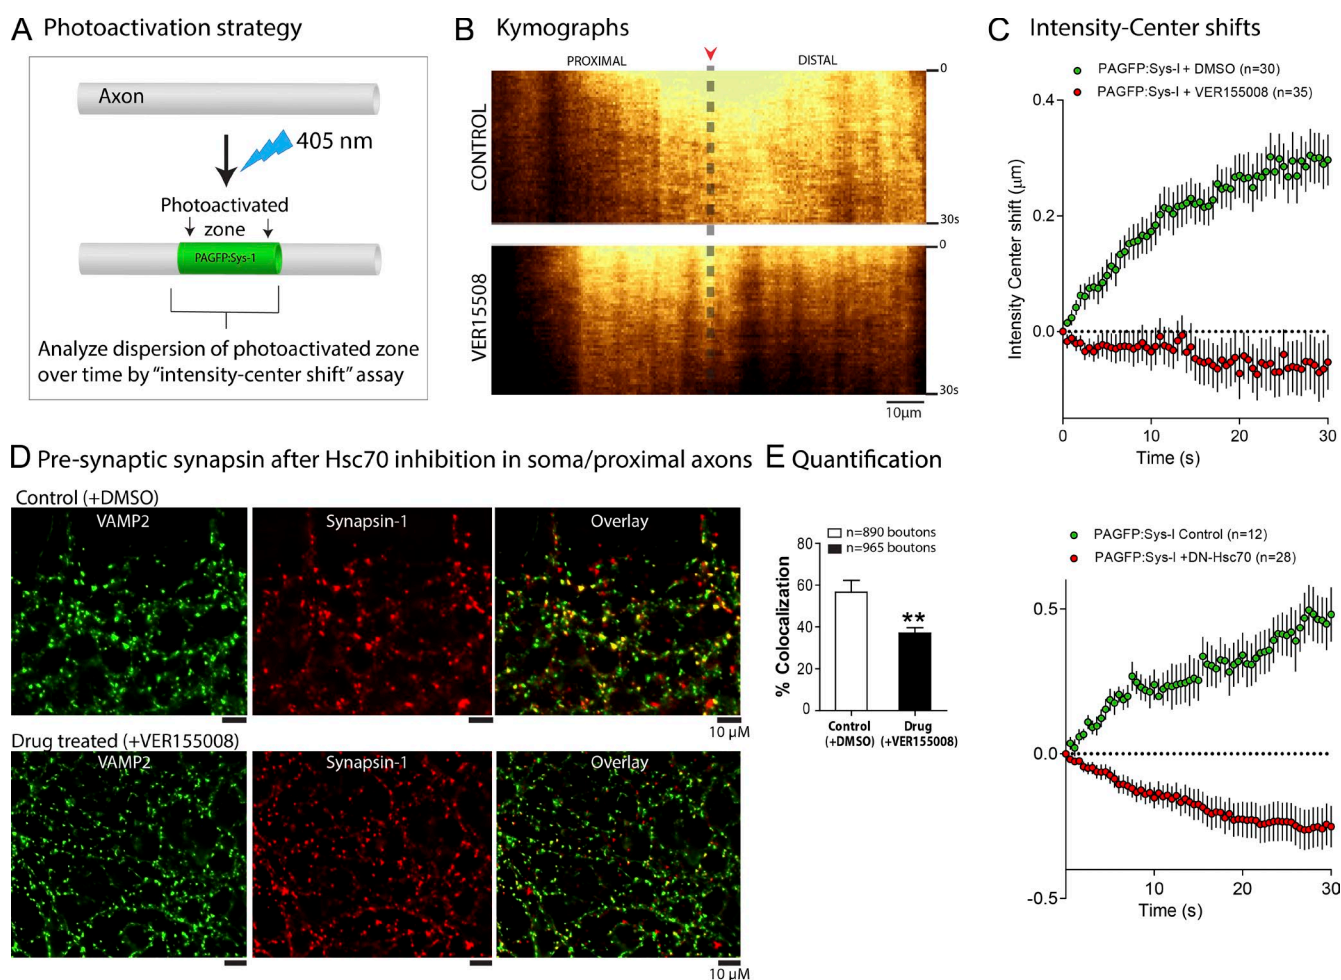 A Photoactivation strategy
Axon
405 nm
Photoactivated
zone
PAGFP:Sys-1
Analyze dispersion of photoactivated zone
over time by “intensity-center shift” assay
B Kymographs
PROXIMAL
DISTAL
CONTROL
0
30s
VER15508
0
30s
10μm
C Intensity-Center shifts
PAGFP:Sys-I + DMSO (n=30)
PAGFP:Sys-I + VER155008 (n=35)
Intensity Center shift (μm)
0.4
0.2
0.0
0
10
20
30
Time (s)
D Pre-synaptic synapsin after Hsc70 inhibition in soma/proximal axons
Control (+DMSO)
VAMP2
Synapsin-1
Overlay
10 μM
Drug treated (+VER155008)
VAMP2
Synapsin-1
Overlay
10 μM
E Quantification
n=890 boutons
n=965 boutons
% Colocalization
80
60
40
20
0
**
Control
(+DMSO)
Drug
(+VER155008)
PAGFP:Sys-I Control (n=12)
PAGFP:Sys-I +DN-Hsc70 (n=28)
0.5
0.0
-0.5
10
20
30
Time (s)